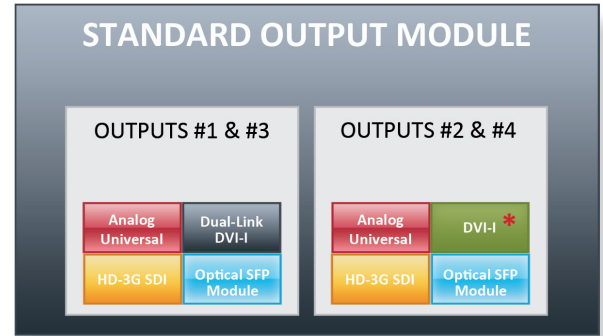 STANDARD OUTPUT MODULE
OUTPUTS #1 & #3
Analog
Universal
Dual-Link
DVI-I
HD-3G SDI
Optical SFP
Module
OUTPUTS #2 & #4
Analog
Universal
DVI-I *
HD-3G SDI
Optical SFP
Module